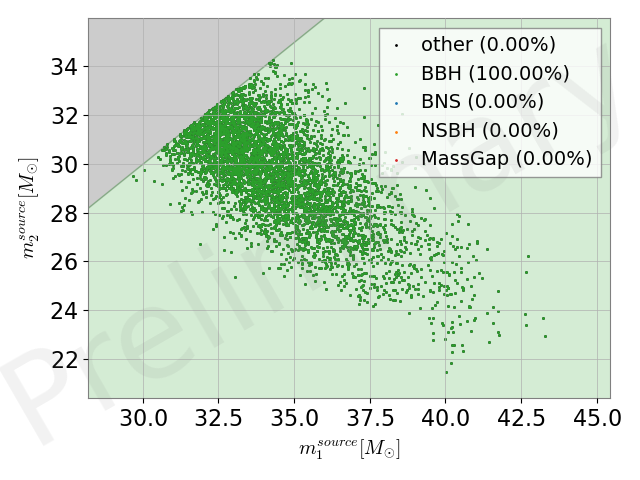 other (0.00%)
BBH (100.00%)
BNS (0.00%)
NSBH (0.00%)
MassGap (0.00%)
34
32
30
28
26
24
22
30.0 32.5 35.0 37.5 40.0 42.5 45.0
m_1^{source}[M_⊙]
m_2^{source}[M_⊙]
Preliminary